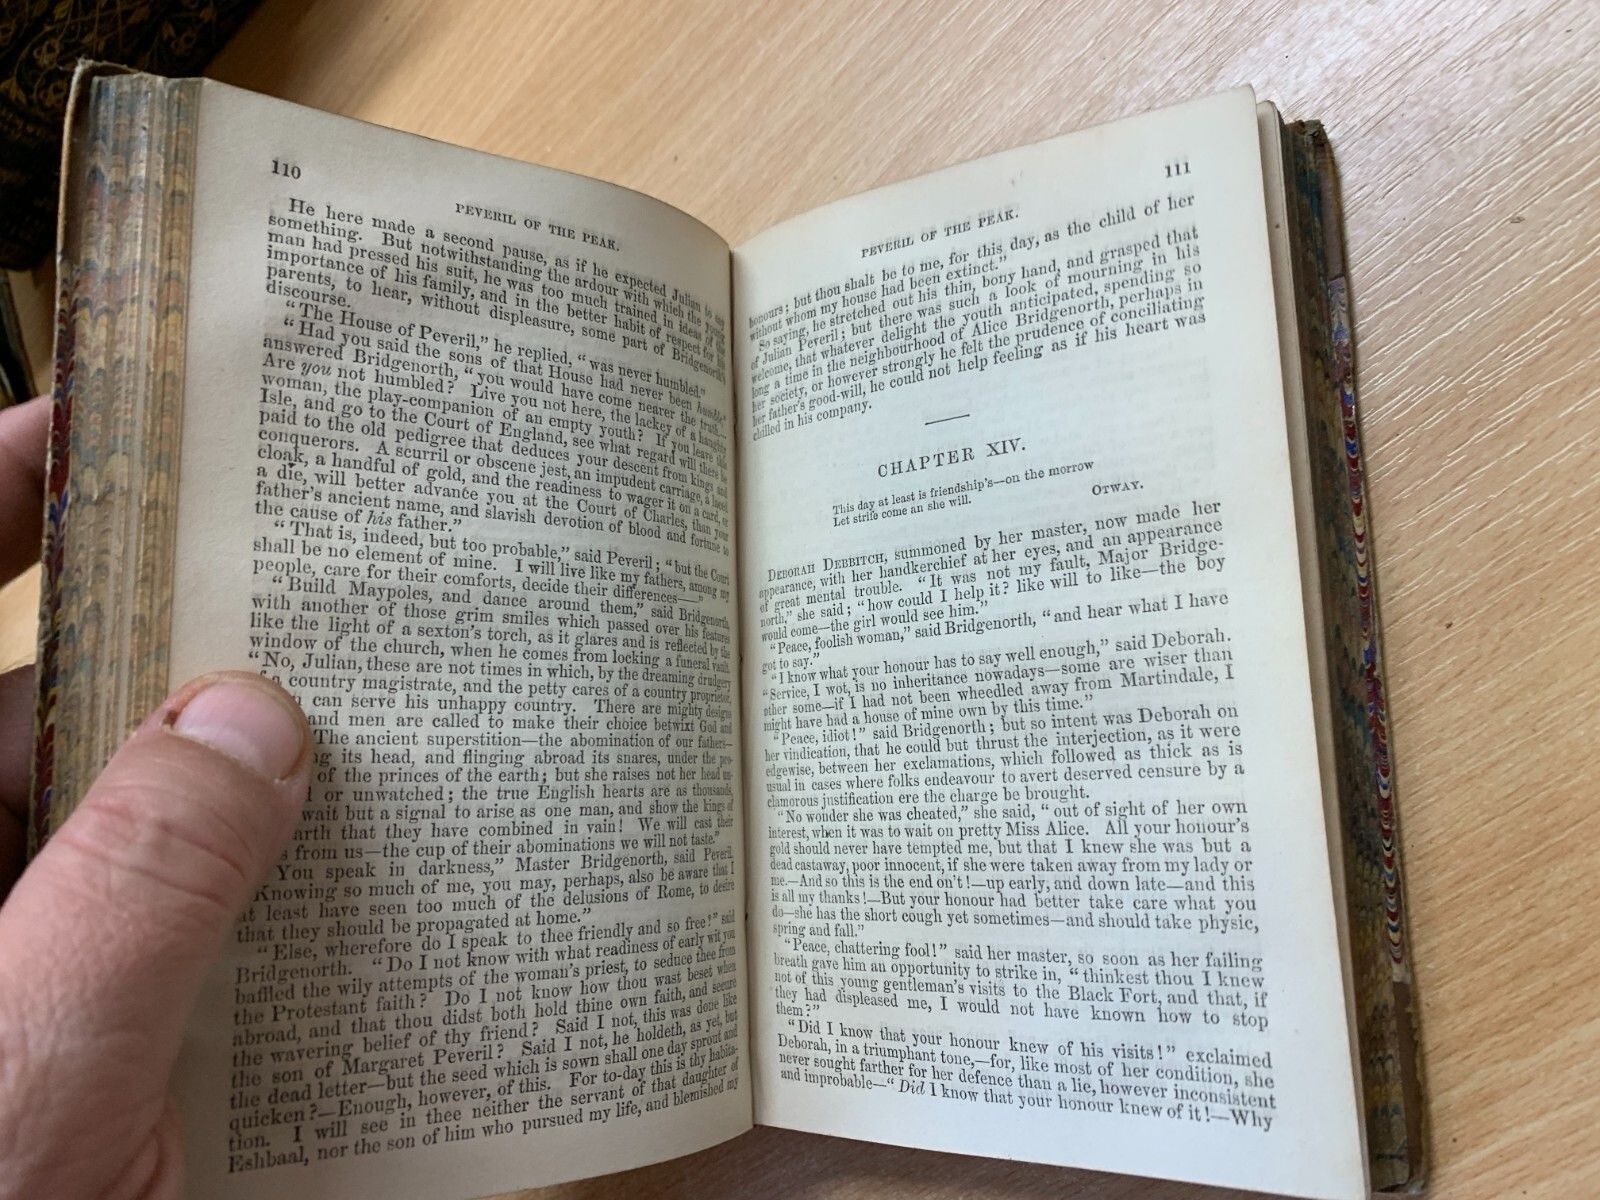 110
PEVERIL OF THE PEAK.
He here made a second pause, as if he expected Julian to say
something. But notwithstanding the ardour with which the young
man had pressed his suit, he was too much trained in ideas of the
importance of his family, and in the better habit of respect for his
parents, to hear, without displeasure, some part of Bridgenorth's
discourse.
"The House of Peveril," he replied, "was never humbled."
"Had you said the sons of that House had never been humble,"
answered Bridgenorth, "you would have come nearer the truth.—
Are you not humbled? Live you not here, the lackey of a haughty
woman, the play-companion of an empty youth? If you leave this
Isle, and go to the Court of England, see what regard will there be
paid to the old pedigree that deduces your descent from kings and
conquerors. A scurril or obscene jest, an impudent carriage, a laced
cloak, a handful of gold, and the readiness to wager it on a card, or
a die, will better advance you at the Court of Charles, than your
father's ancient name, and slavish devotion of blood and fortune to
the cause of his father."
"That is, indeed, but too probable," said Peveril; "but the Court
shall be no element of mine. I will live like my fathers, among my
people, care for their comforts, decide their differences——"
"Build Maypoles, and dance around them," said Bridgenorth,
with another of those grim smiles which passed over his features
like the light of a sexton's torch, as it glares and is reflected by the
window of the church, when he comes from locking a funeral vault.
"No, Julian, these are not times in which, by the dreaming drudgery
of a country magistrate, and the petty cares of a country proprietor,
can serve his unhappy country. There are mighty designs
and men are called to make their choice betwixt God and
The ancient superstition—the abomination of our fathers—
its head, and flinging abroad its snares, under the pro-
of the princes of the earth; but she raises not her head un-
or unwatched; the true English hearts are as thousands,
wait but a signal to arise as one man, and show the kings of
arth that they have combined in vain! We will cast their
from us—the cup of their abominations we will not taste."
"You speak in darkness," Master Bridgenorth, said Peveril.
"Knowing so much of me, you may, perhaps, also be aware that I
at least have seen too much of the delusions of Rome, to desire
that they should be propagated at home."
"Else, wherefore do I speak to thee friendly and so free?" said
Bridgenorth. "Do I not know with what readiness of early wit you
baffled the wily attempts of the woman's priest, to seduce thee from
the Protestant faith? Do I not know how thou wast beset when
abroad, and that thou didst both hold thine own faith, and secure
the wavering belief of thy friend? Said I not, this was done like
the son of Margaret Peveril? Said I not, he holdeth, as yet, but
the dead letter—but the seed which is sown shall one day sprout and
quicken?—Enough, however, of this. For to-day this is thy habita-
tion. I will see in thee neither the servant of that daughter of
Eshbaal, nor the son of him who pursued my life, and blemished my
111
PEVERIL OF THE PEAK.
honours; but thou shalt be to me, for this day, as the child of her
without whom my house had been extinct."
So saying, he stretched out his thin, bony hand, and grasped that
of Julian Peveril; but there was such a look of mourning in his
welcome, that whatever delight the youth anticipated, spending so
long a time in the neighbourhood of Alice Bridgenorth, perhaps in
her society, or however strongly he felt the prudence of conciliating
her father's good-will, he could not help feeling as if his heart was
chilled in his company.
CHAPTER XIV.
This day at least is friendship's—on the morrow
Let strife come an she will.
OTWAY.
DEBORAH DEBBITCH, summoned by her master, now made her
appearance, with her handkerchief at her eyes, and an appearance
of great mental trouble. "It was not my fault, Major Bridge-
north," she said; "how could I help it? like will to like—the boy
would come—the girl would see him."
"Peace, foolish woman," said Bridgenorth, "and hear what I have
got to say."
"I know what your honour has to say well enough," said Deborah.
"Service, I wot, is no inheritance nowadays—some are wiser than
other some—if I had not been wheedled away from Martindale, I
might have had a house of mine own by this time."
"Peace, idiot!" said Bridgenorth; but so intent was Deborah on
her vindication, that he could but thrust the interjection, as it were
edgewise, between her exclamations, which followed as thick as is
usual in cases where folks endeavour to avert deserved censure by a
clamorous justification ere the charge be brought.
"No wonder she was cheated," she said, "out of sight of her own
interest, when it was to wait on pretty Miss Alice. All your honour's
gold should never have tempted me, but that I knew she was but a
dead castaway, poor innocent, if she were taken away from my lady or
me.—And so this is the end on't!—up early, and down late—and this
is all my thanks!—But your honour had better take care what you
do—she has the short cough yet sometimes—and should take physic,
spring and fall."
"Peace, chattering fool!" said her master, so soon as her failing
breath gave him an opportunity to strike in, "thinkest thou I knew
not of this young gentleman's visits to the Black Fort, and that, if
they had displeased me, I would not have known how to stop
them?"
"Did I know that your honour knew of his visits!" exclaimed
Deborah, in a triumphant tone,—for, like most of her condition, she
never sought farther for her defence than a lie, however inconsistent
and improbable—"Did I know that your honour knew of it!—Why